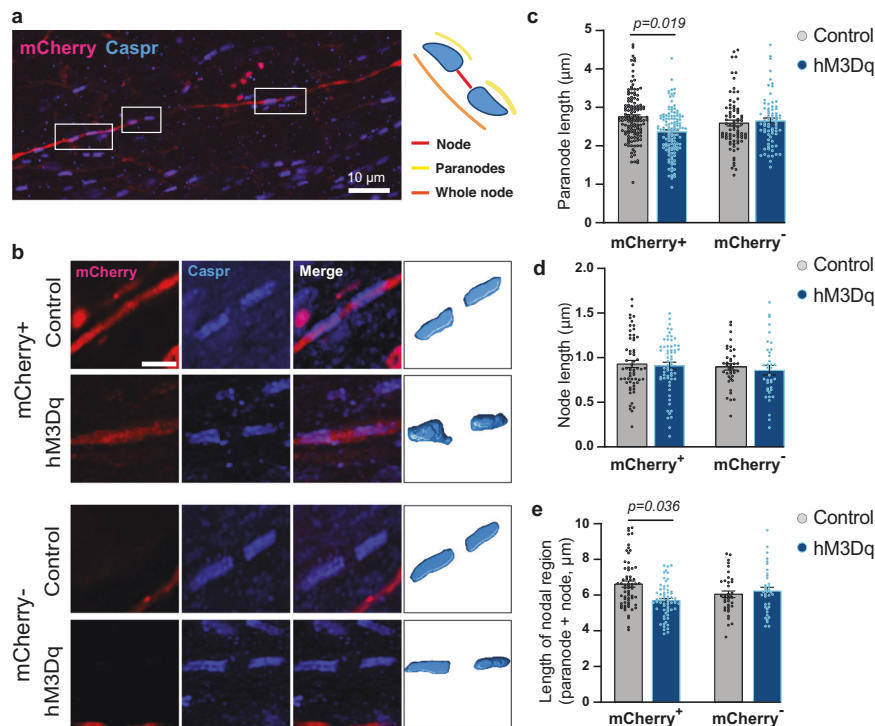 a
mCherry Caspr
10 µm
Node
Paranodes
Whole node
b
mCherry+
Control
mCherry
Caspr
Merge
hM3Dq
mCherry-
Control
hM3Dq
c
Control
hM3Dq
p=0.019
Paranode length (µm)
5
4
3
2
1
0
mCherry+
mCherry-
d
Control
hM3Dq
Node length (µm)
2.0
1.5
1.0
0.5
0.0
mCherry+
mCherry-
e
Control
hM3Dq
p=0.036
Length of nodal region
(paranode + node, µm)
10
8
6
4
2
0
mCherry+
mCherry-